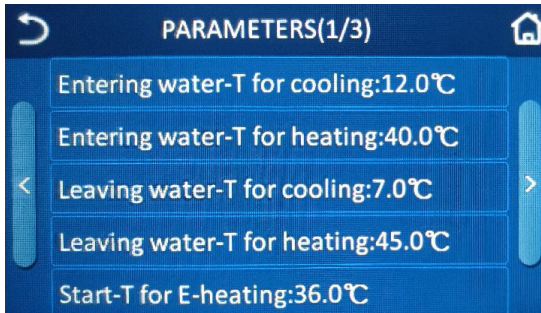 PARAMETERS(1/3)
Entering water-T for cooling:12.0℃
Entering water-T for heating:40.0℃
Leaving water-T for cooling:7.0℃
Leaving water-T for heating:45.0℃
Start-T for E-heating:36.0℃